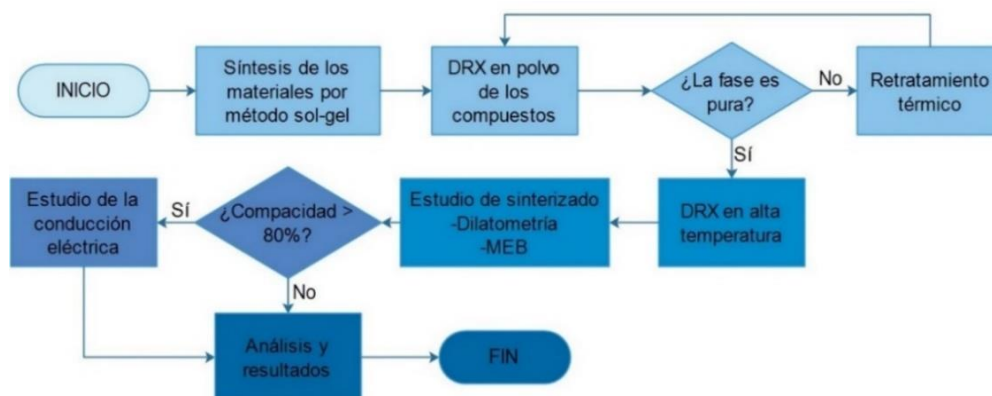 INICIO
Síntesis de los
materiales por
método sol-gel
DRX en polvo
de los
compuestos
¿La fase es
pura?
No
Retratamiento
térmico
Sí
DRX en alta
temperatura
Estudio de sinterizado
-Dilatometría
-MEB
¿Compacidad >
80%?
Sí
Estudio de la
conducción
eléctrica
No
Análisis y
resultados
FIN